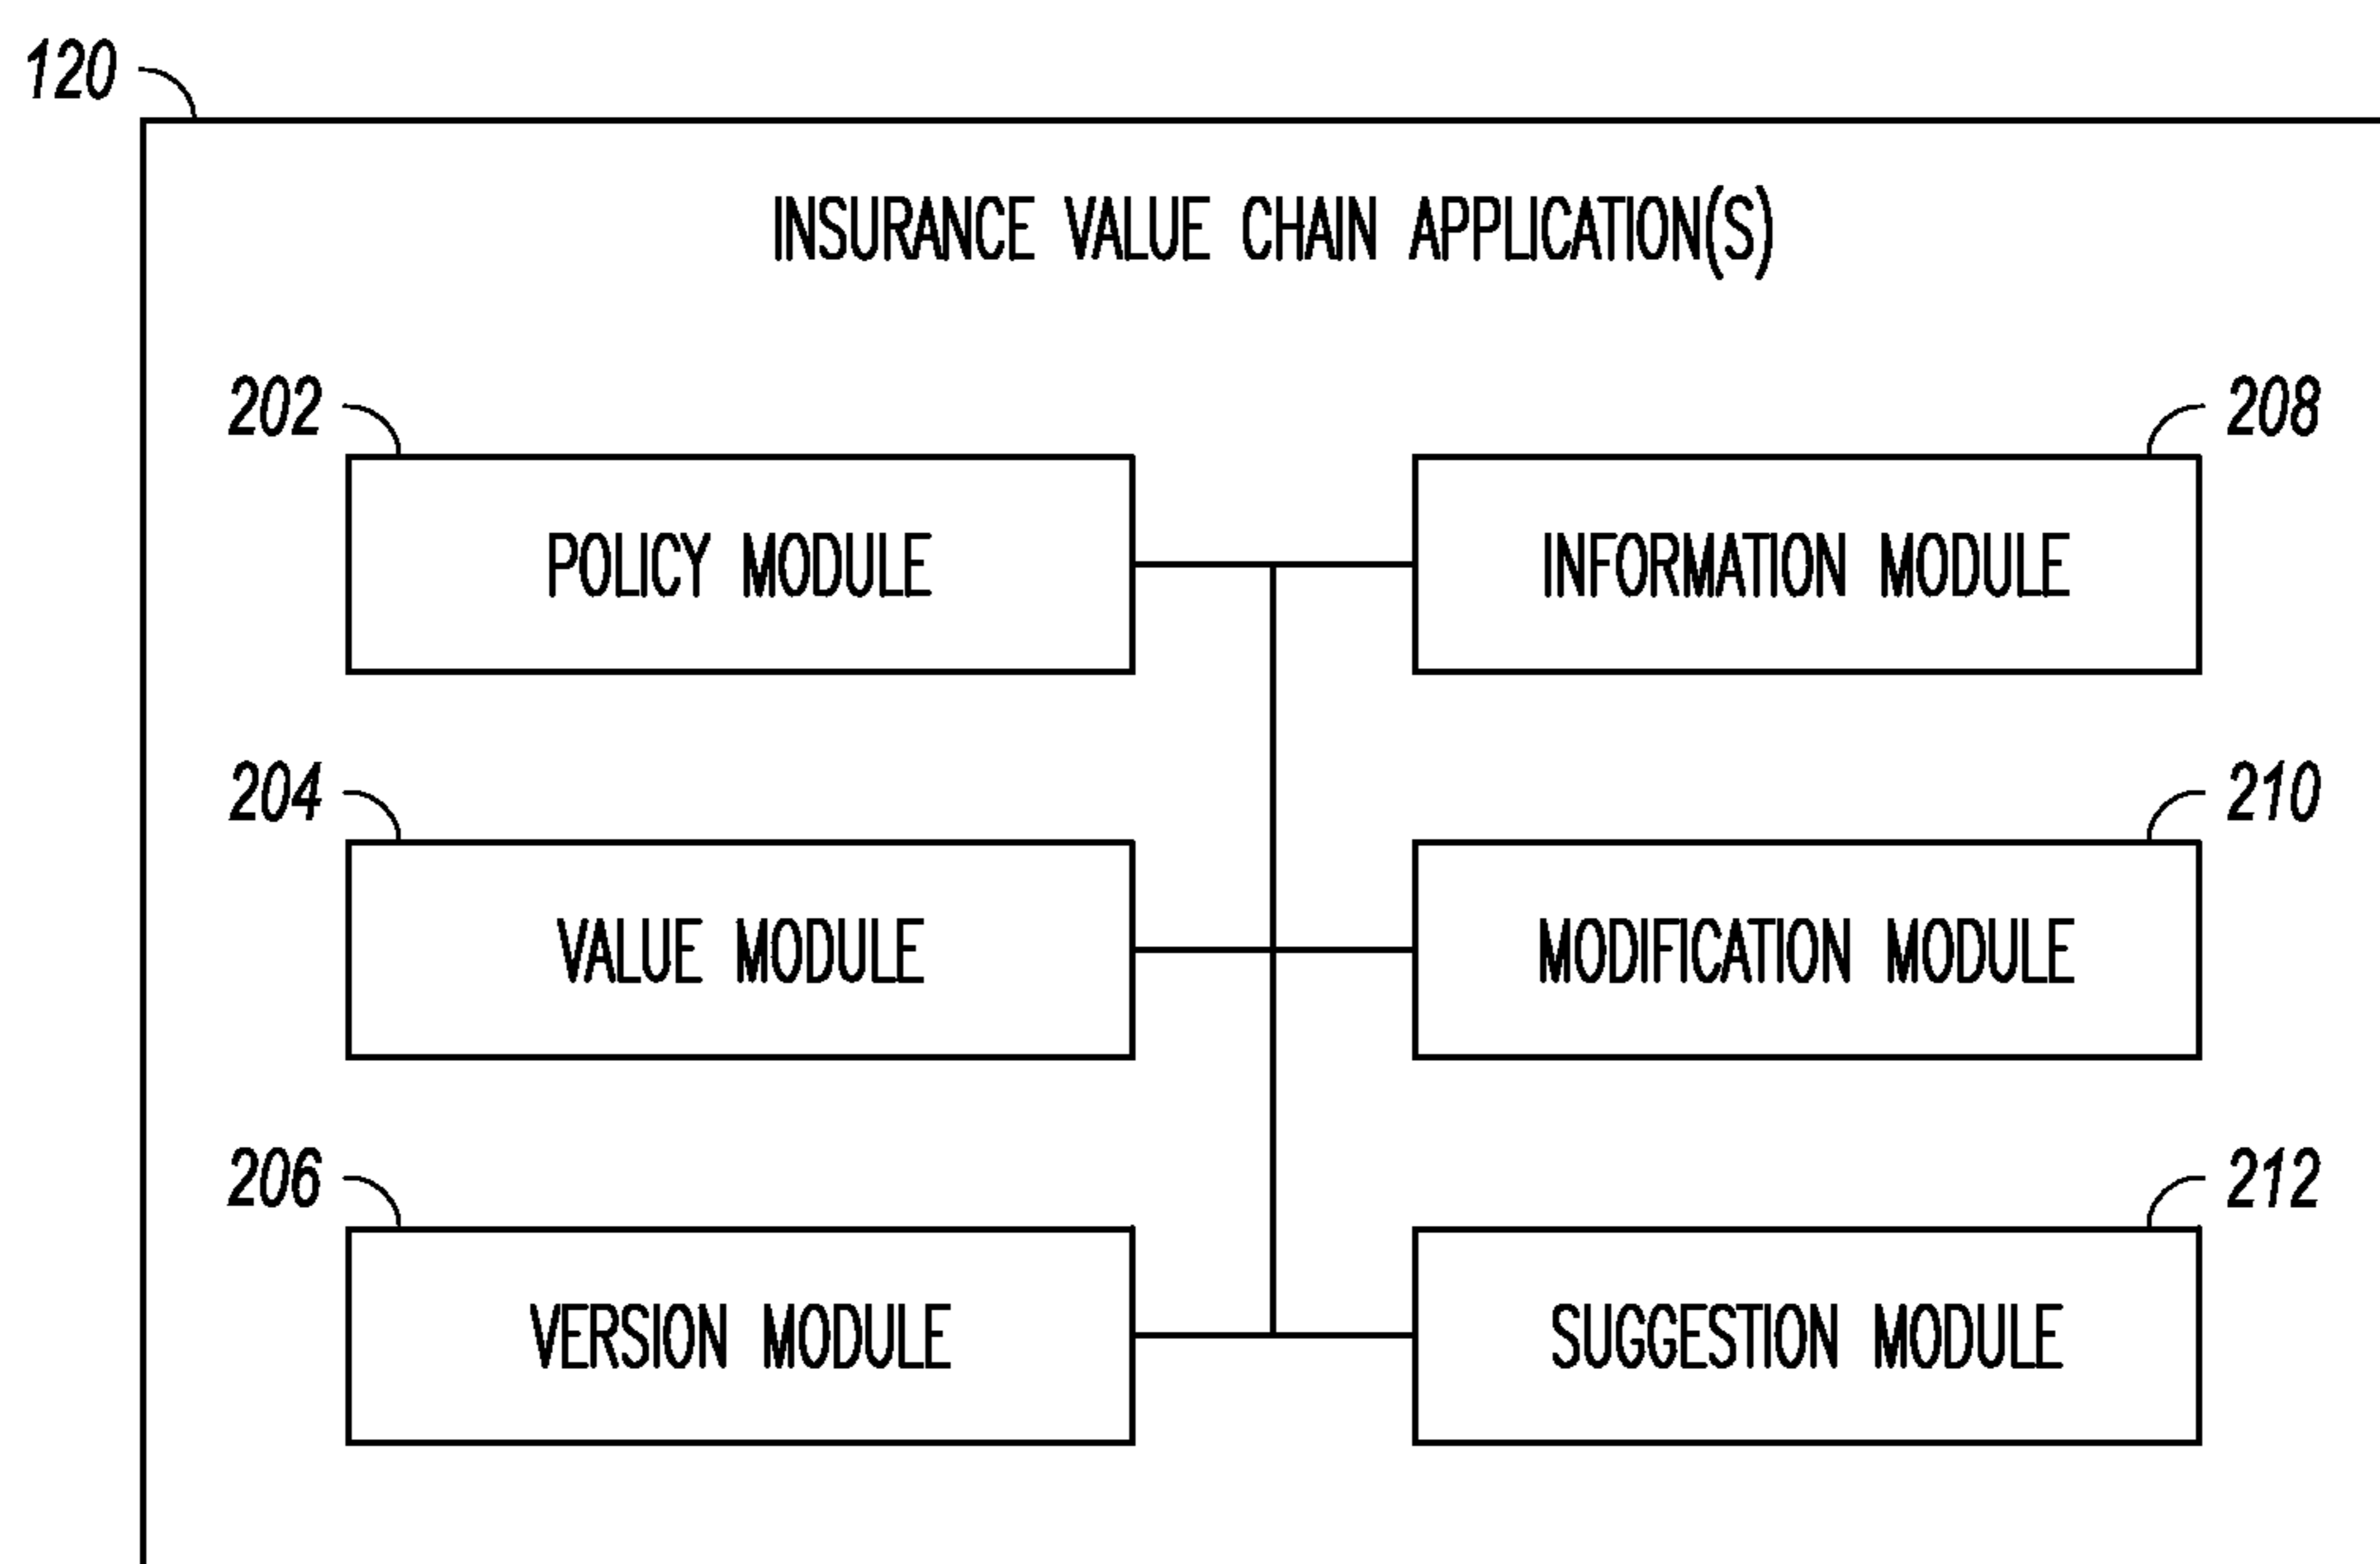 120
INSURANCE VALUE CHAIN APPLICATION(S)
202
208
POLICY MODULE
INFORMATION MODULE
204
210
VALUE MODULE
MODIFICATION MODULE
206
212
VERSION MODULE
SUGGESTION MODULE